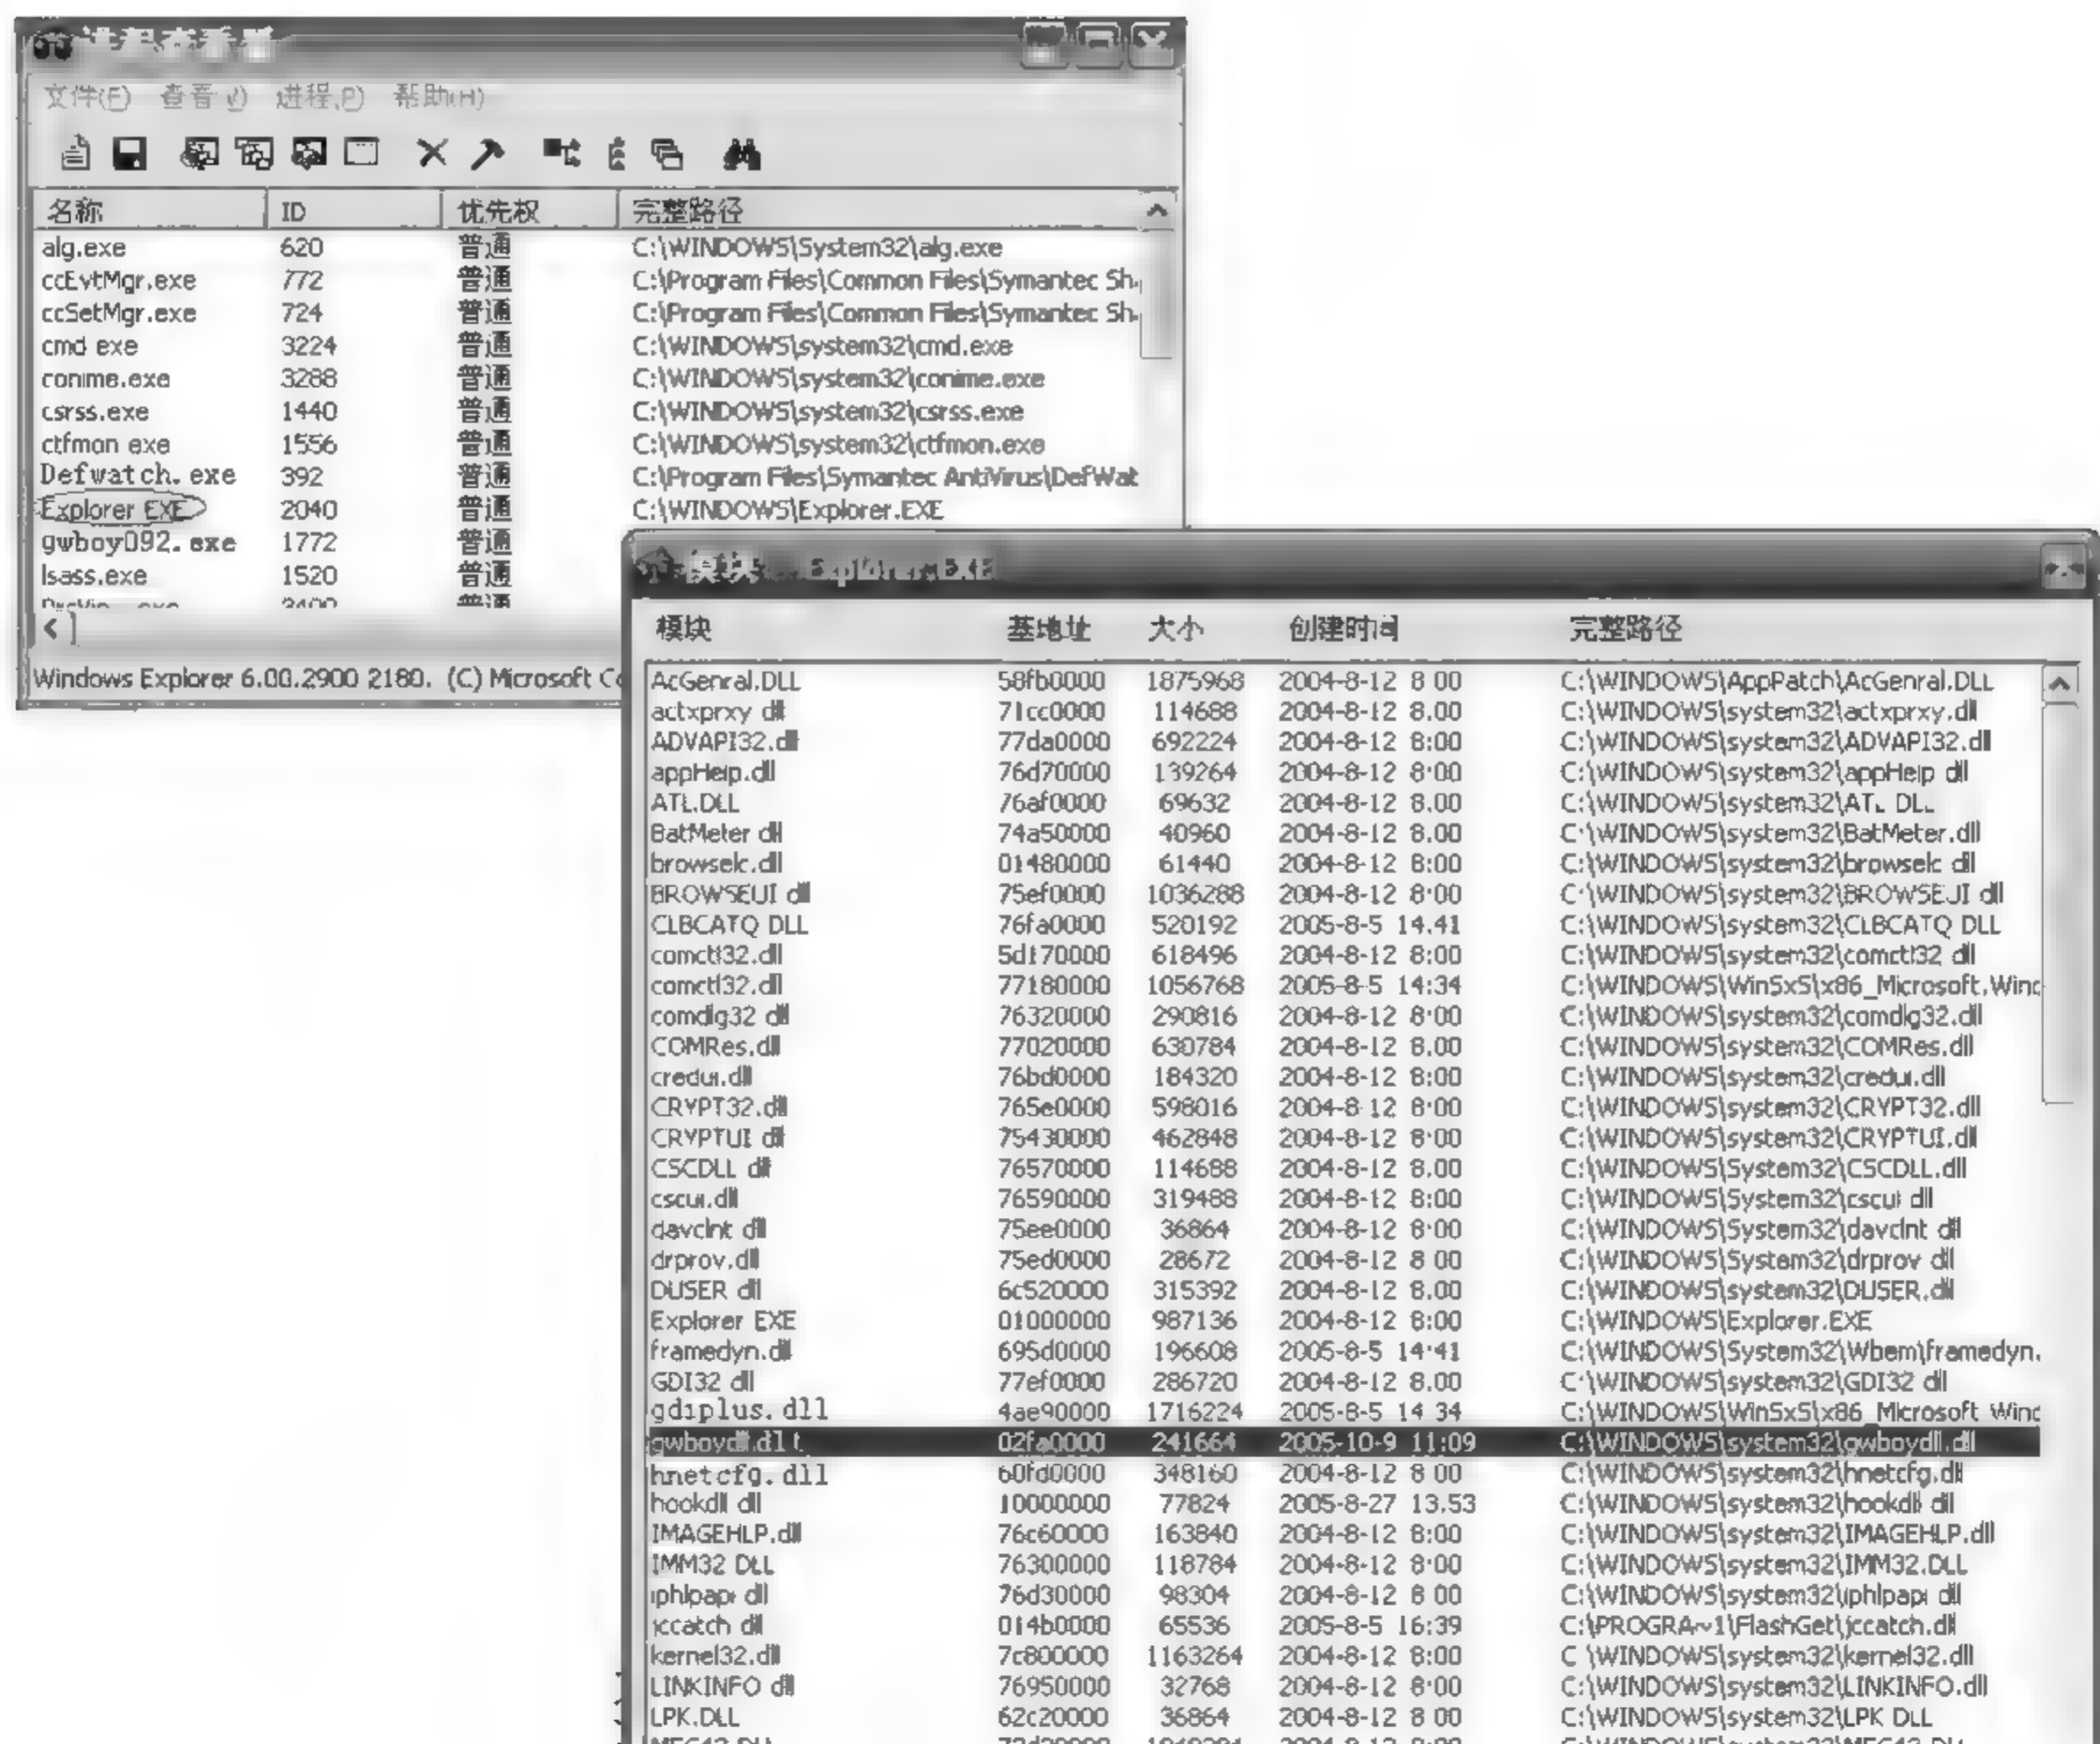 进程查看器
文件(F) 查看(V) 进程(P) 帮助(H)
名称 ID 优先权 完整路径
alg.exe 620 普通 C:\WINDOWS\System32\alg.exe
ccEvtMgr.exe 772 普通 C:\Program Files\Common Files\Symantec Sh
ccSetMgr.exe 724 普通 C:\Program Files\Common Files\Symantec Sh
cmd exe 3224 普通 C:\WINDOWS\system32\cmd.exe
conime.exe 3288 普通 C:\WINDOWS\system32\conime.exe
csrss.exe 1440 普通 C:\WINDOWS\system32\csrss.exe
ctfmon exe 1556 普通 C:\WINDOWS\system32\ctfmon.exe
Defwatch.exe 392 普通 C:\Program Files\Symantec AntiVirus\DefWat
Explorer EXE 2040 普通 C:\WINDOWS\Explorer.EXE
gwboy092.exe 1772 普通
lsass.exe 1520 普通
Windows Explorer 6.00.2900 2180. (C) Microsoft Co
模块 Explorer.EXE
模块 基地址 大小 创建时间 完整路径
AcGenral.DLL 58fb0000 1875968 2004-8-12 8 00 C:\WINDOWS\AppPatch\AcGenral.DLL
actxprxy dll 71cc0000 114688 2004-8-12 8.00 C:\WINDOWS\system32\actxprxy.dll
ADVAPI32.dll 77da0000 692224 2004-8-12 8:00 C:\WINDOWS\system32\ADVAPI32.dll
appHelp.dll 76d70000 139264 2004-8-12 8:00 C:\WINDOWS\system32\appHelp dll
ATL.DLL 76af0000 69632 2004-8-12 8.00 C:\WINDOWS\system32\ATL DLL
BatMeter dll 74a50000 40960 2004-8-12 8.00 C:\WINDOWS\system32\BatMeter.dll
browselc.dll 01480000 61440 2004-8-12 8:00 C:\WINDOWS\system32\browselc dll
BROWSEUI dll 75ef0000 1036288 2004-8-12 8:00 C:\WINDOWS\system32\BROWSEUI dll
CLBCATQ DLL 76fa0000 520192 2005-8-5 14.41 C:\WINDOWS\system32\CLBCATQ DLL
comctl32.dll 5d170000 618496 2004-8-12 8:00 C:\WINDOWS\system32\comctl32 dll
comctl32.dll 77180000 1056768 2005-8-5 14:34 C:\WINDOWS\WinSxS\x86_Microsoft.Winc
comdlg32 dll 76320000 290816 2004-8-12 8:00 C:\WINDOWS\system32\comdlg32.dll
COMRes.dll 77020000 630784 2004-8-12 8.00 C:\WINDOWS\system32\COMRes.dll
credui.dll 76bd0000 184320 2004-8-12 8:00 C:\WINDOWS\system32\credui.dll
CRYPT32.dll 765e0000 598016 2004-8-12 8:00 C:\WINDOWS\system32\CRYPT32.dll
CRYPTUI dll 75430000 462848 2004-8-12 8:00 C:\WINDOWS\system32\CRYPTUI.dll
CSCDLL dll 76570000 114688 2004-8-12 8.00 C:\WINDOWS\System32\CSCDLL.dll
cscui.dll 76590000 319488 2004-8-12 8:00 C:\WINDOWS\System32\cscui dll
davclnt dll 75ee0000 36864 2004-8-12 8:00 C:\WINDOWS\System32\davclnt dll
drprov.dll 75ed0000 28672 2004-8-12 8 00 C:\WINDOWS\System32\drprov dll
DUSER dll 6c520000 315392 2004-8-12 8.00 C:\WINDOWS\system32\DUSER.dll
Explorer EXE 01000000 987136 2004-8-12 8:00 C:\WINDOWS\Explorer.EXE
framedyn.dll 695d0000 196608 2005-8-5 14:41 C:\WINDOWS\System32\Wbem\framedyn.
GDI32 dll 77ef0000 286720 2004-8-12 8.00 C:\WINDOWS\system32\GDI32 dll
gdiplus.dll 4ae90000 1716224 2005-8-5 14 34 C:\WINDOWS\WinSxS\x86_Microsoft Winc
gwboydll.dll 02fa0000 241664 2005-10-9 11:09 C:\WINDOWS\system32\gwboydll.dll
hnetcfg.dll 60fd0000 348160 2004-8-12 8 00 C:\WINDOWS\system32\hnetcfg.dll
hookdll dll 10000000 77824 2005-8-27 13.53 C:\WINDOWS\system32\hookdll dll
IMAGEHLP.dll 76c60000 163840 2004-8-12 8:00 C:\WINDOWS\system32\IMAGEHLP.dll
IMM32 DLL 76300000 118784 2004-8-12 8:00 C:\WINDOWS\system32\IMM32.DLL
iphlpapi dll 76d30000 98304 2004-8-12 8 00 C:\WINDOWS\system32\iphlpapi dll
jccatch dll 014b0000 65536 2005-8-5 16:39 C:\PROGRA~1\FlashGet\jccatch.dll
kernel32.dll 7c800000 1163264 2004-8-12 8:00 C \WINDOWS\system32\kernel32.dll
LINKINFO dll 76950000 32768 2004-8-12 8:00 C:\WINDOWS\system32\LINKINFO.dll
LPK.DLL 62c20000 36864 2004-8-12 8 00 C:\WINDOWS\system32\LPK DLL